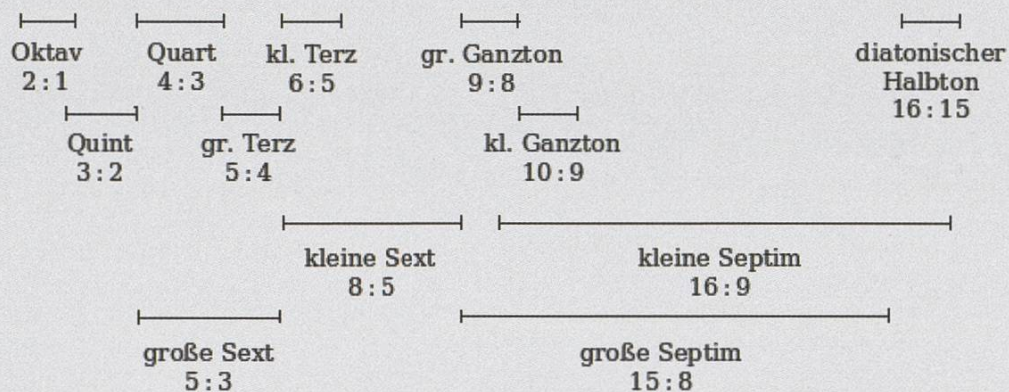 Oktav
2:1
Quart
4:3
kl. Terz
6:5
gr. Ganzton
9:8
diatonischer
Halbton
16:15
Quint
3:2
gr. Terz
5:4
kl. Ganzton
10:9
kleine Sext
8:5
kleine Septim
16:9
große Sext
5:3
große Septim
15:8